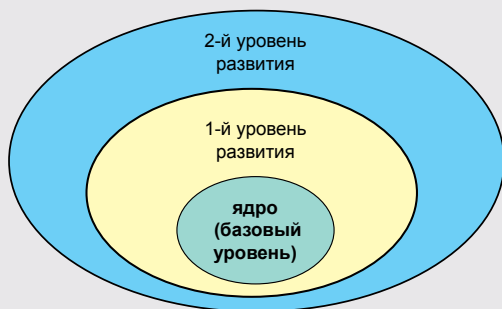 2-й уровень
развития
1-й уровень
развития
ядро
(базовый
уровень)